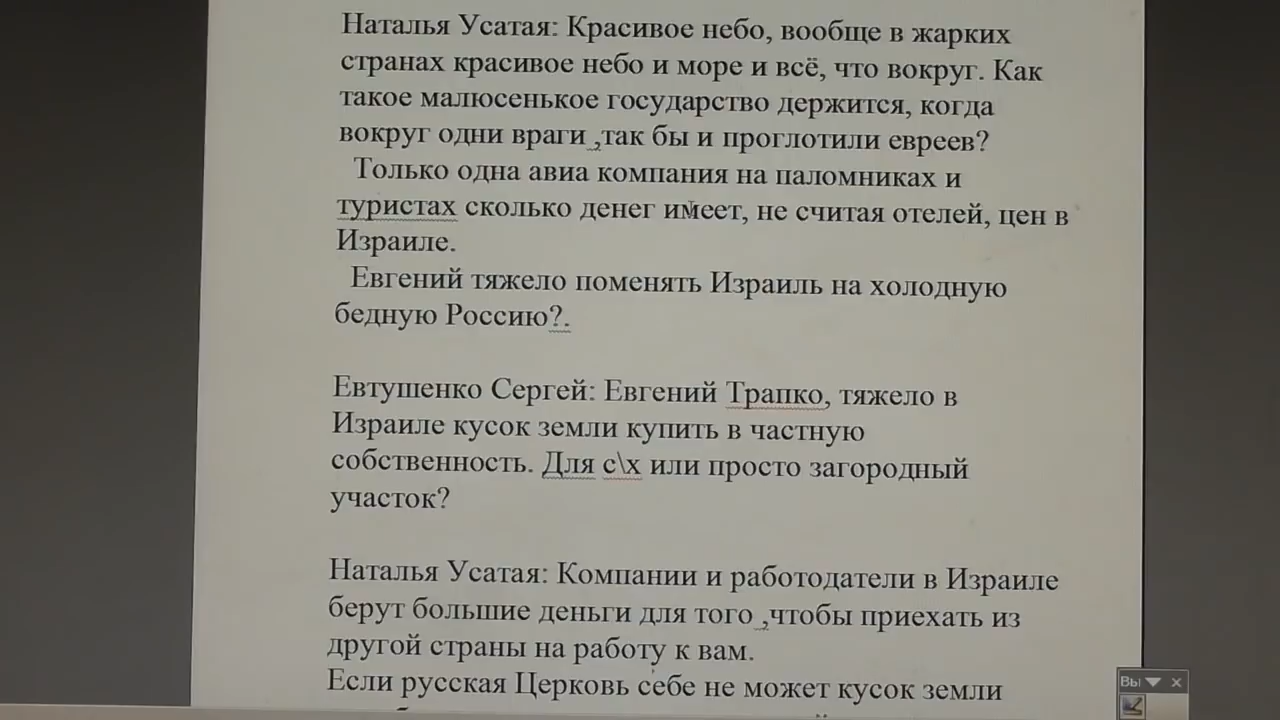 Наталья Усатая: Красивое небо, вообще в жарких
странах красивое небо и море и всё, что вокруг. Как
такое малюсенькое государство держится, когда
вокруг одни враги ,так бы и проглотили евреев?
Только одна авиа компания на паломниках и
туристах сколько денег имеет, не считая отелей, цен в
Израиле.
Евгений тяжело поменять Израиль на холодную
бедную Россию?.
Евтушенко Сергей: Евгений Трапко, тяжело в
Израиле кусок земли купить в частную
собственность. Для с\х или просто загородный
участок?
Наталья Усатая: Компании и работодатели в Израиле
берут большие деньги для того ,чтобы приехать из
другой страны на работу к вам.
Если русская Церковь себе не может кусок земли
Вы